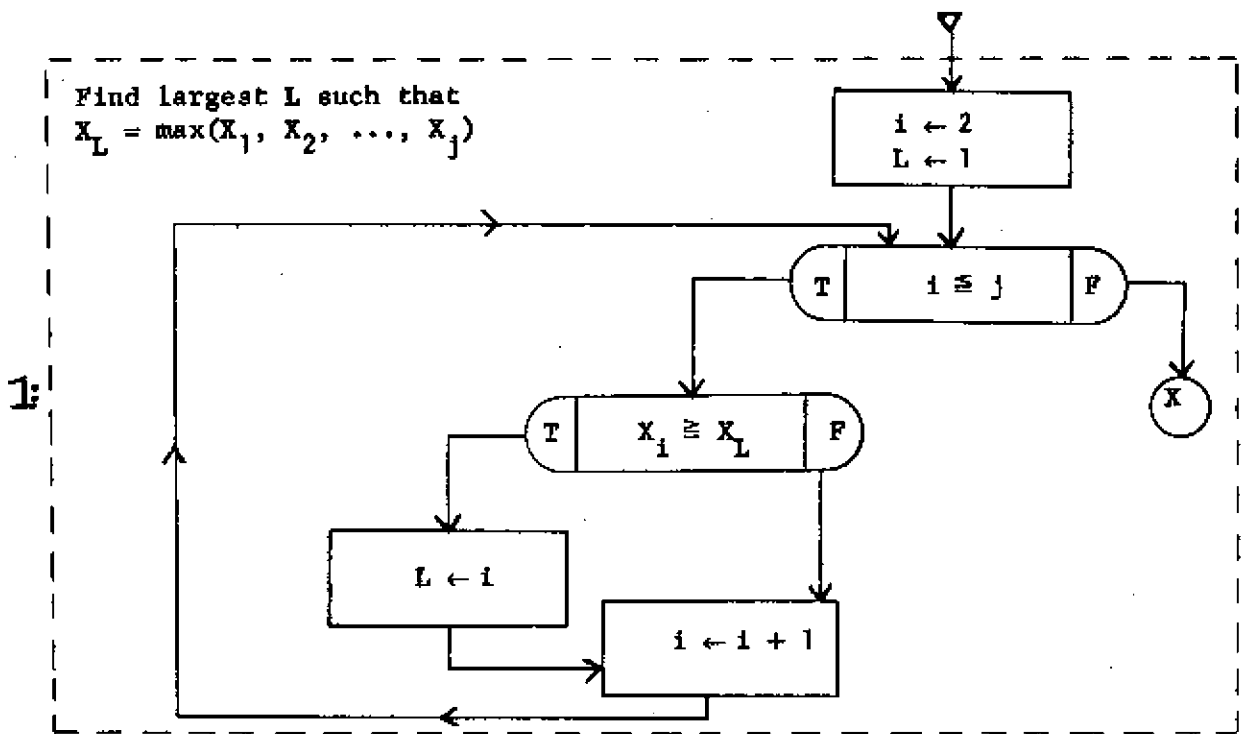 Find largest L such that
X_L = max(X_1, X_2, ..., X_j)
i ← 2
L ← 1
T i ≦ j F
1:
X
T X_i ≧ X_L F
L ← i
i ← i + 1